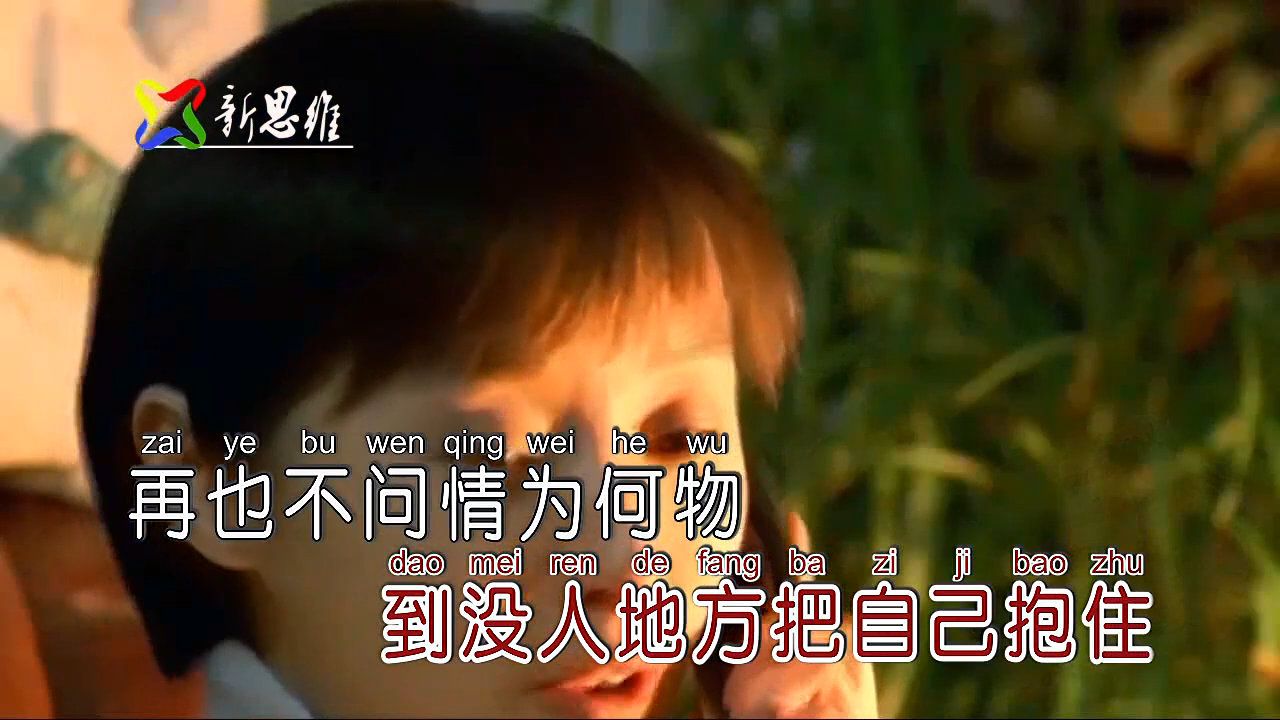 新思维
zai ye bu wen qing wei he wu
再也不问情为何物
dao mei ren de fang ba zi ji bao zhu
到没人地方把自己抱住